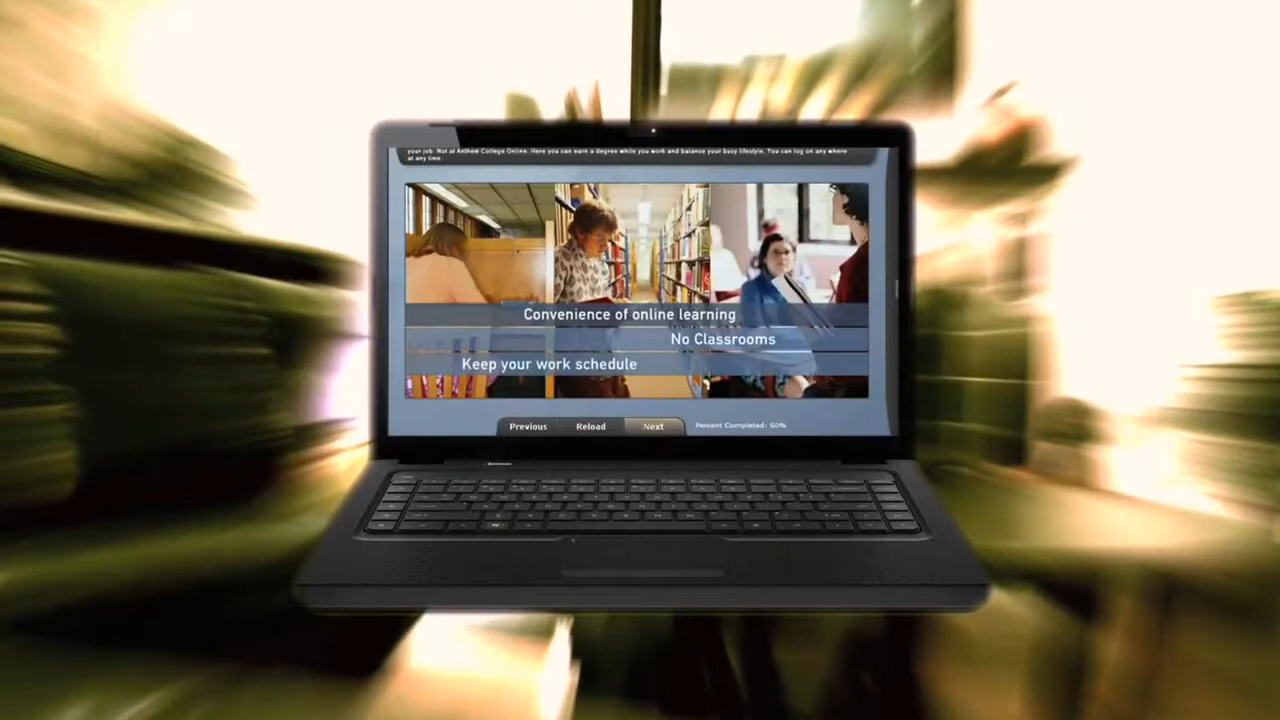 your job. Not at Anthem College Online. Here you can earn a degree while you work and balance your busy lifestyle. You can log on any where
at any time.
Convenience of online learning
No Classrooms
Keep your work schedule
Previous Reload Next Percent Completed: 60%